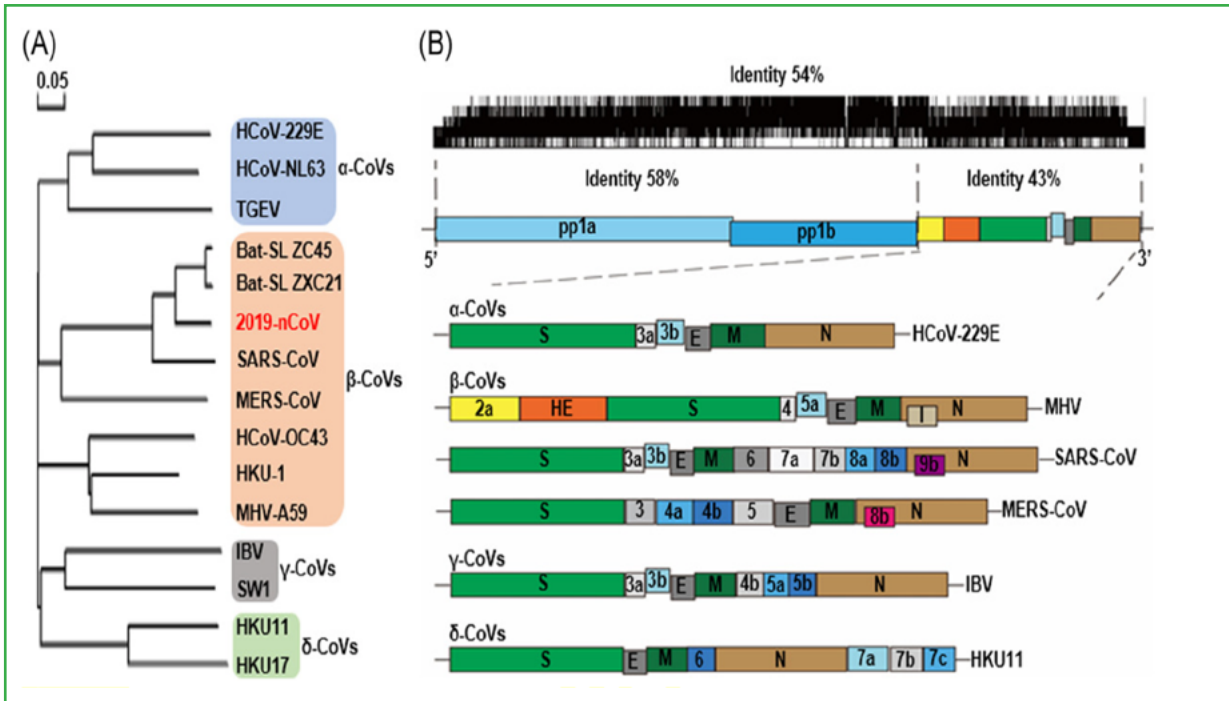 (A)
0.05
HCoV-229E
HCoV-NL63
TGEV
α-CoVs
Bat-SL ZC45
Bat-SL ZXC21
2019-nCoV
SARS-CoV
MERS-CoV
HCoV-OC43
HKU-1
MHV-A59
β-CoVs
IBV
SW1
γ-CoVs
HKU11
HKU17
δ-CoVs
(B)
Identity 54%
Identity 58% Identity 43%
pp1a pp1b
5’ 3’
α-CoVs
S 3a 3b E M N HCoV-229E
β-CoVs
2a HE S 4 5a E M I N MHV
S 3a 3b E M 6 7a 7b 8a 8b 9b N SARS-CoV
S 3 4a 4b 5 E M 8b N MERS-CoV
γ-CoVs
S 3a 3b E M 4b 5a 5b N IBV
δ-CoVs
S E M 6 N 7a 7b 7c HKU11